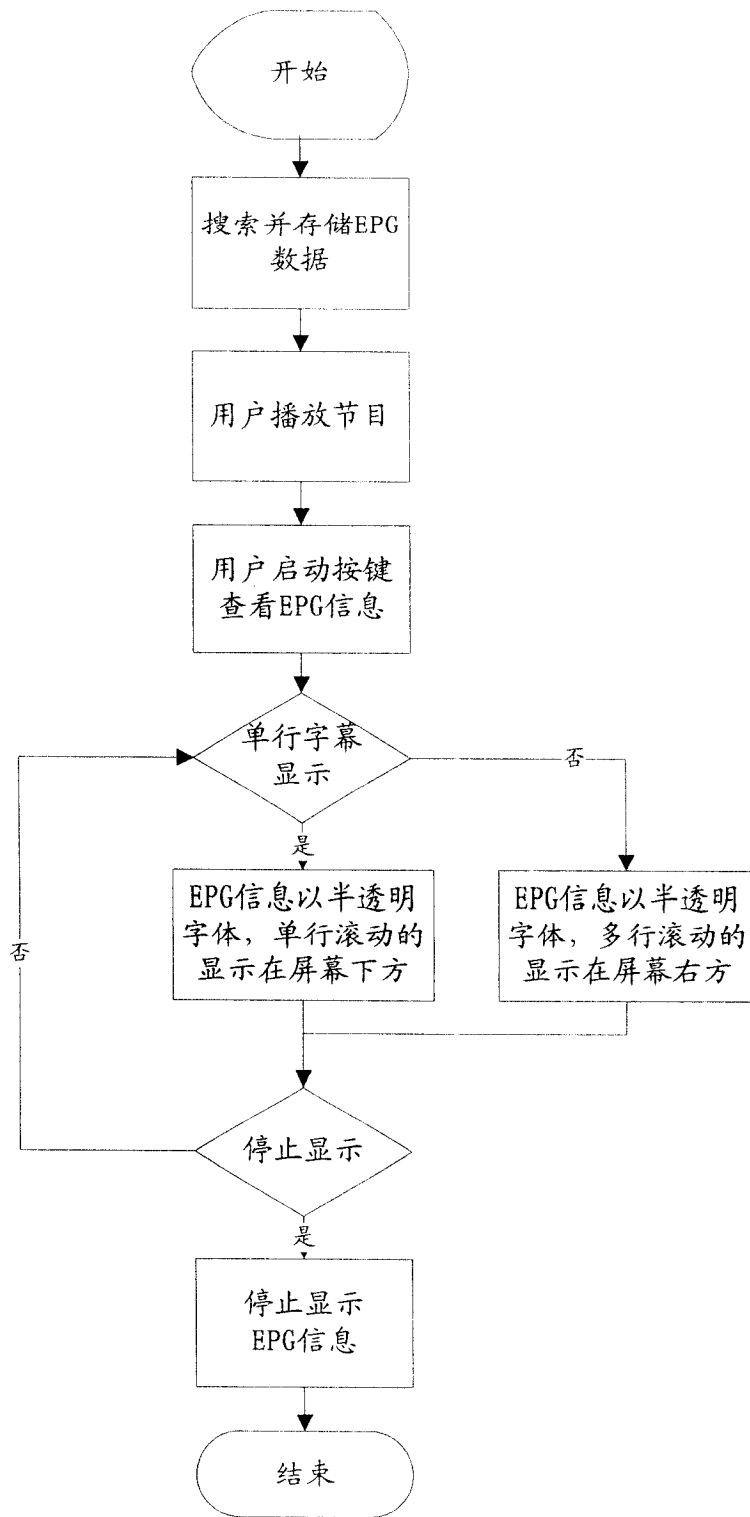 开始
搜索并存储EPG
数据
用户播放节目
用户启动按键
查看EPG信息
单行字幕
显示
否
是
EPG信息以半透明
字体，单行滚动的
显示在屏幕下方
EPG信息以半透明
字体，多行滚动的
显示在屏幕右方
否
停止显示
是
停止显示
EPG信息
结束